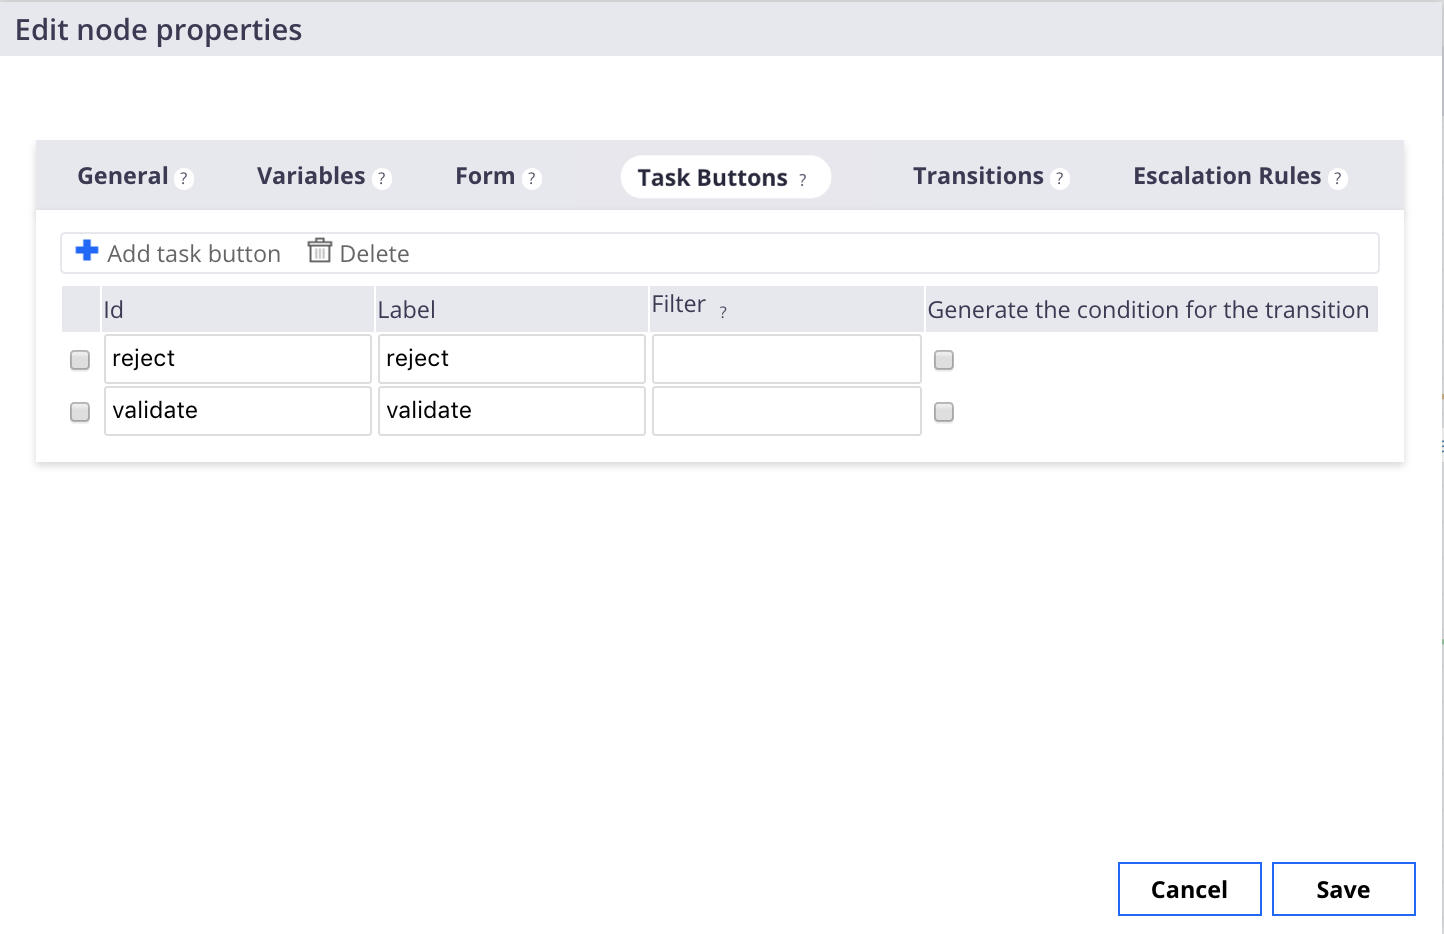 Edit node properties
General ? Variables ? Form ? Task Buttons ? Transitions ? Escalation Rules ?
Add task button Delete
Id Label Filter ? Generate the condition for the transition
reject reject
validate validate
Cancel Save